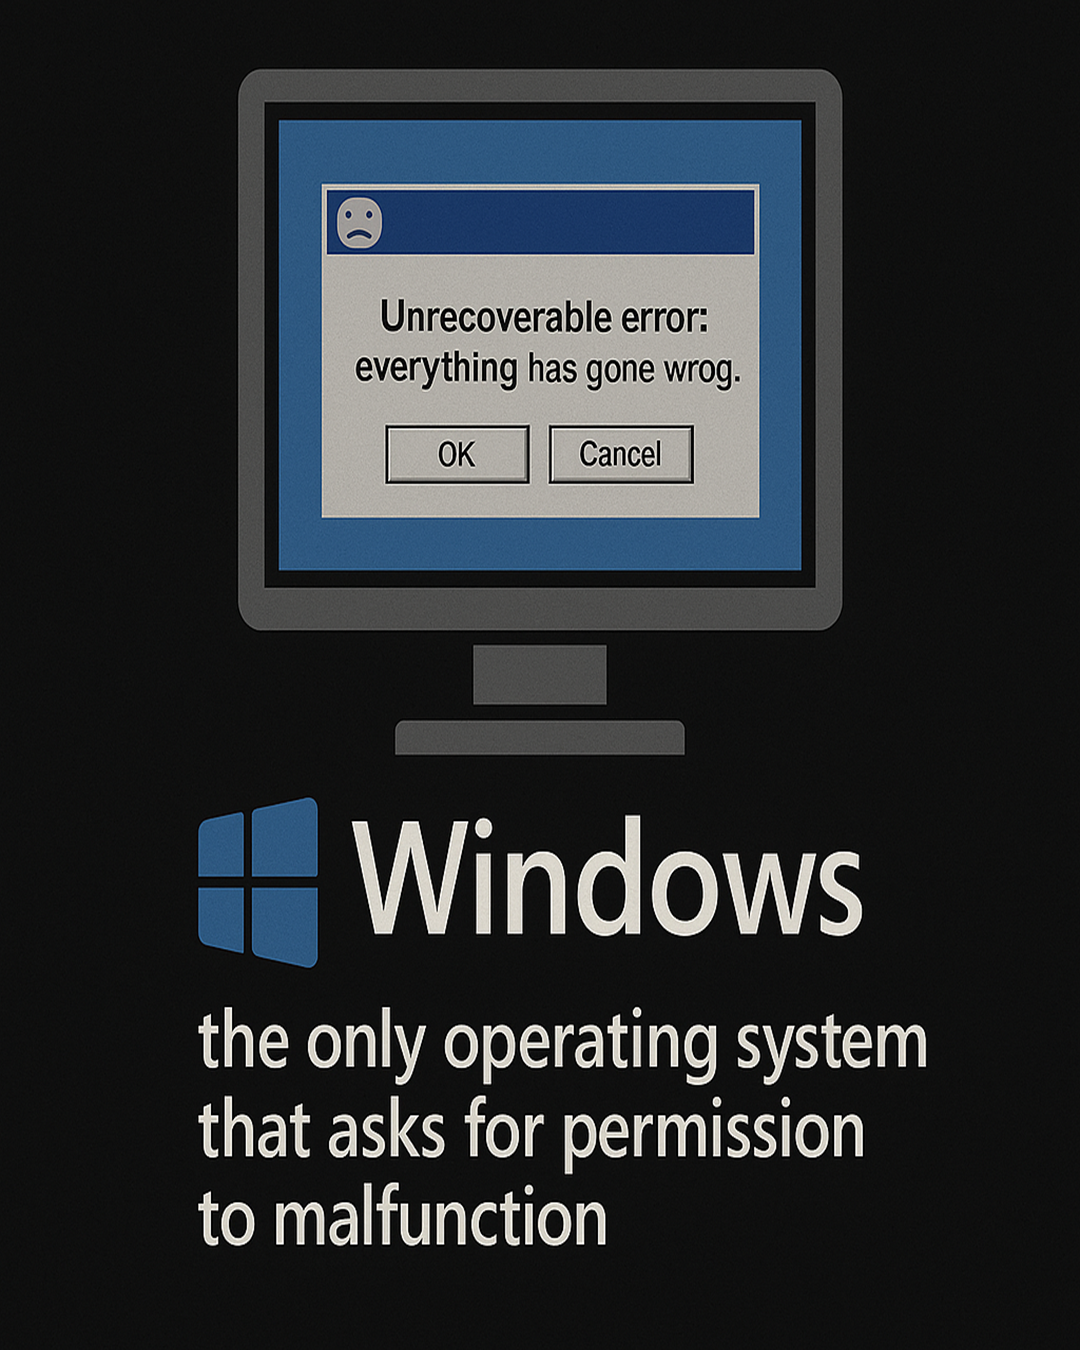 Unrecoverable error:
everything has gone wrog.
OK
Cancel
Windows
the only operating system
that asks for permission
to malfunction